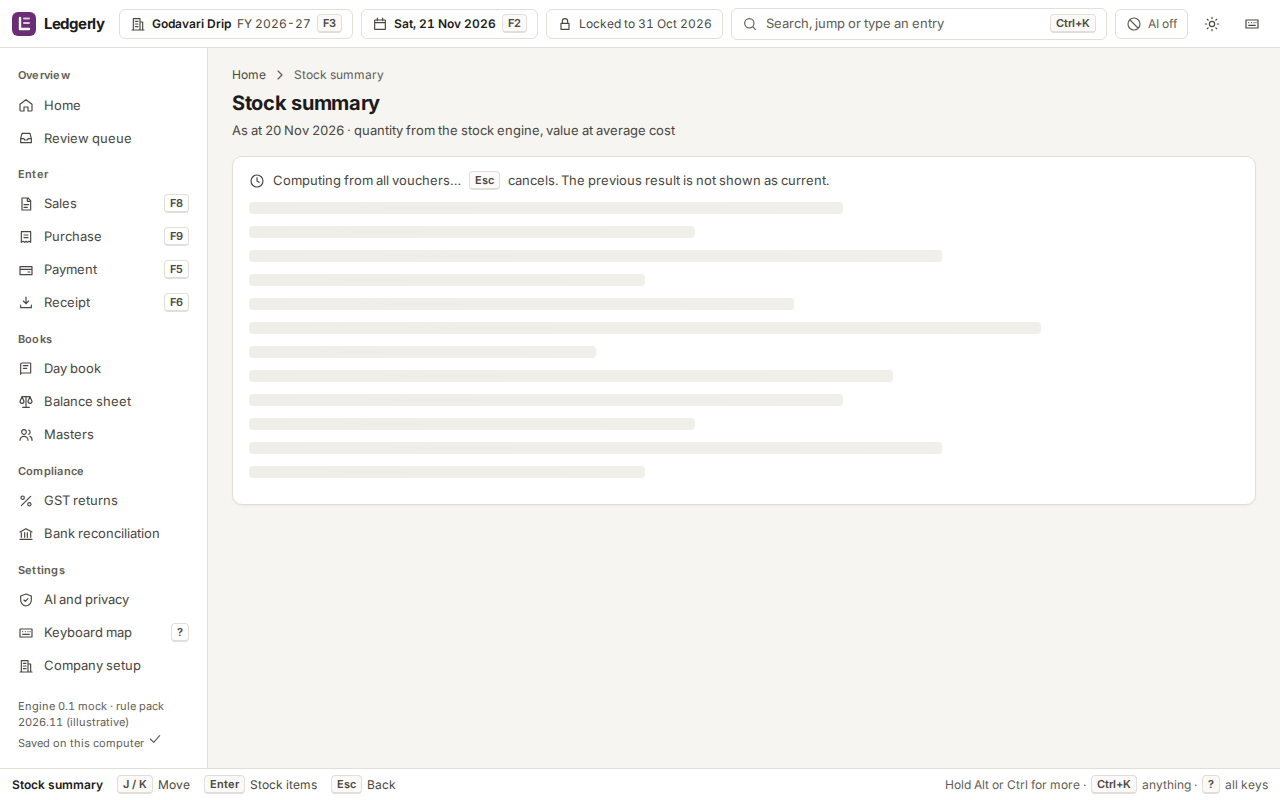 Ledgerly
Godavari Drip FY 2026-27 F3
Sat, 21 Nov 2026 F2
Locked to 31 Oct 2026
Search, jump or type an entry Ctrl+K
AI off
Overview
Home
Review queue
Enter
Sales F8
Purchase F9
Payment F5
Receipt F6
Books
Day book
Balance sheet
Masters
Compliance
GST returns
Bank reconciliation
Settings
AI and privacy
Keyboard map ?
Company setup
Engine 0.1 mock · rule pack
2026.11 (illustrative)
Saved on this computer
Home > Stock summary
Stock summary
As at 20 Nov 2026 · quantity from the stock engine, value at average cost
Computing from all vouchers... Esc cancels. The previous result is not shown as current.
Stock summary J / K Move Enter Stock items Esc Back
Hold Alt or Ctrl for more · Ctrl+K anything · ? all keys